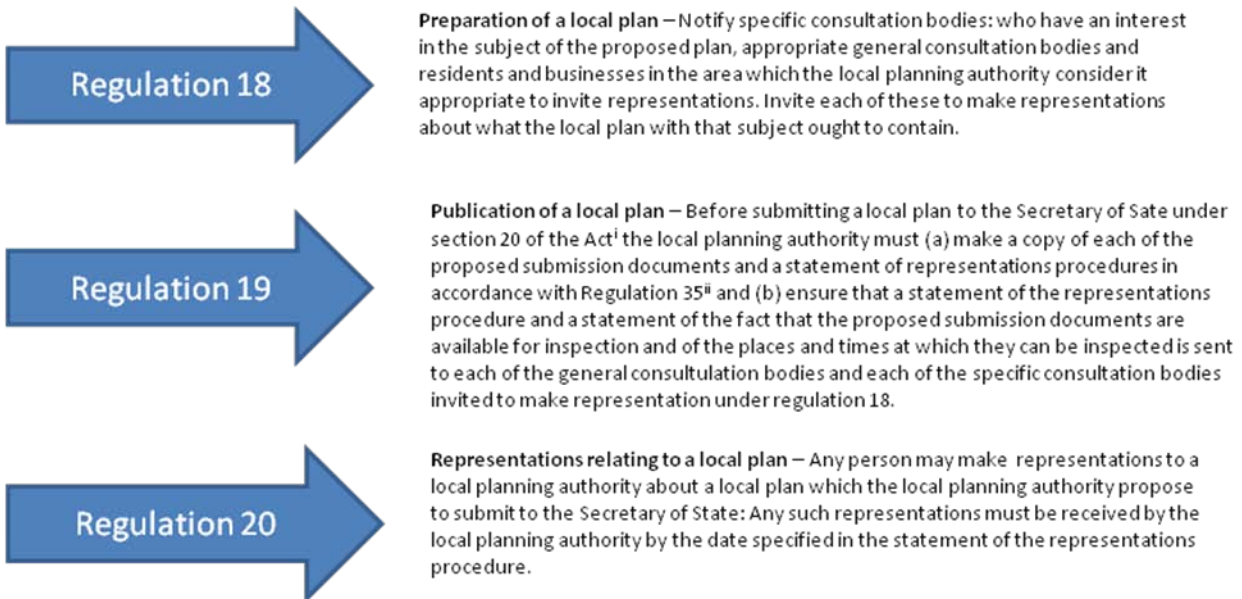 Regulation 18
Preparation of a local plan – Notify specific consultation bodies: who have an interest
in the subject of the proposed plan, appropriate general consultation bodies and
residents and businesses in the area which the local planning authority consider it
appropriate to invite representations. Invite each of these to make representations
about what the local plan with that subject ought to contain.
Regulation 19
Publication of a local plan – Before submitting a local plan to the Secretary of Sate under
section 20 of the Actⁱ the local planning authority must (a) make a copy of each of the
proposed submission documents and a statement of representations procedures in
accordance with Regulation 35ⁱⁱ and (b) ensure that a statement of the representations
procedure and a statement of the fact that the proposed submission documents are
available for inspection and of the places and times at which they can be inspected is sent
to each of the general consultulation bodies and each of the specific consultation bodies
invited to make representation under regulation 18.
Regulation 20
Representations relating to a local plan – Any person may make representations to a
local planning authority about a local plan which the local planning authority propose
to submit to the Secretary of State: Any such representations must be received by the
local planning authority by the date specified in the statement of the representations
procedure.